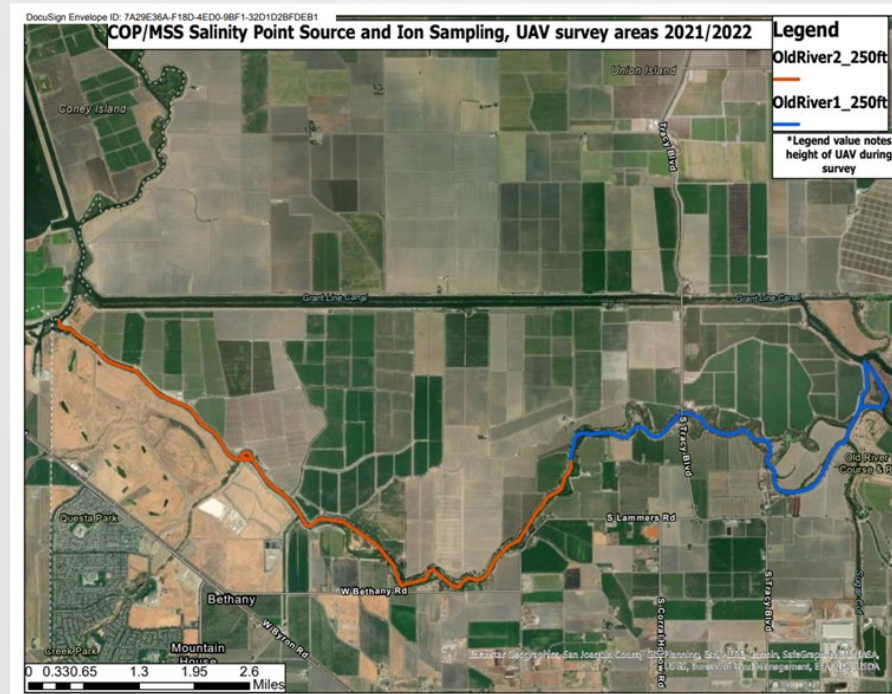 DocuSign Envelope ID: 7A29E36A-F18D-4ED0-9BF1-32D1D2BFDEB1
COP/MSS Salinity Point Source and Ion Sampling, UAV survey areas 2021/2022
Legend
OldRiver2_250ft
OldRiver1_250ft
*Legend value notes
height of UAV during
survey
Union Island
Coney Island
Tracy Blvd
Grant Line Canal
Grant Line Canal
S Tracy Blvd
Old River
Course & R
S Lammers Rd
Questa Park
W Bethany Rd
Bethany
S Tracy Blvd
Sugar Cut
W Byron Rd
S Corral Hollow Rd
Creek Park
Mountain
House
0 0.330.65 1.3 1.95 2.6
Miles